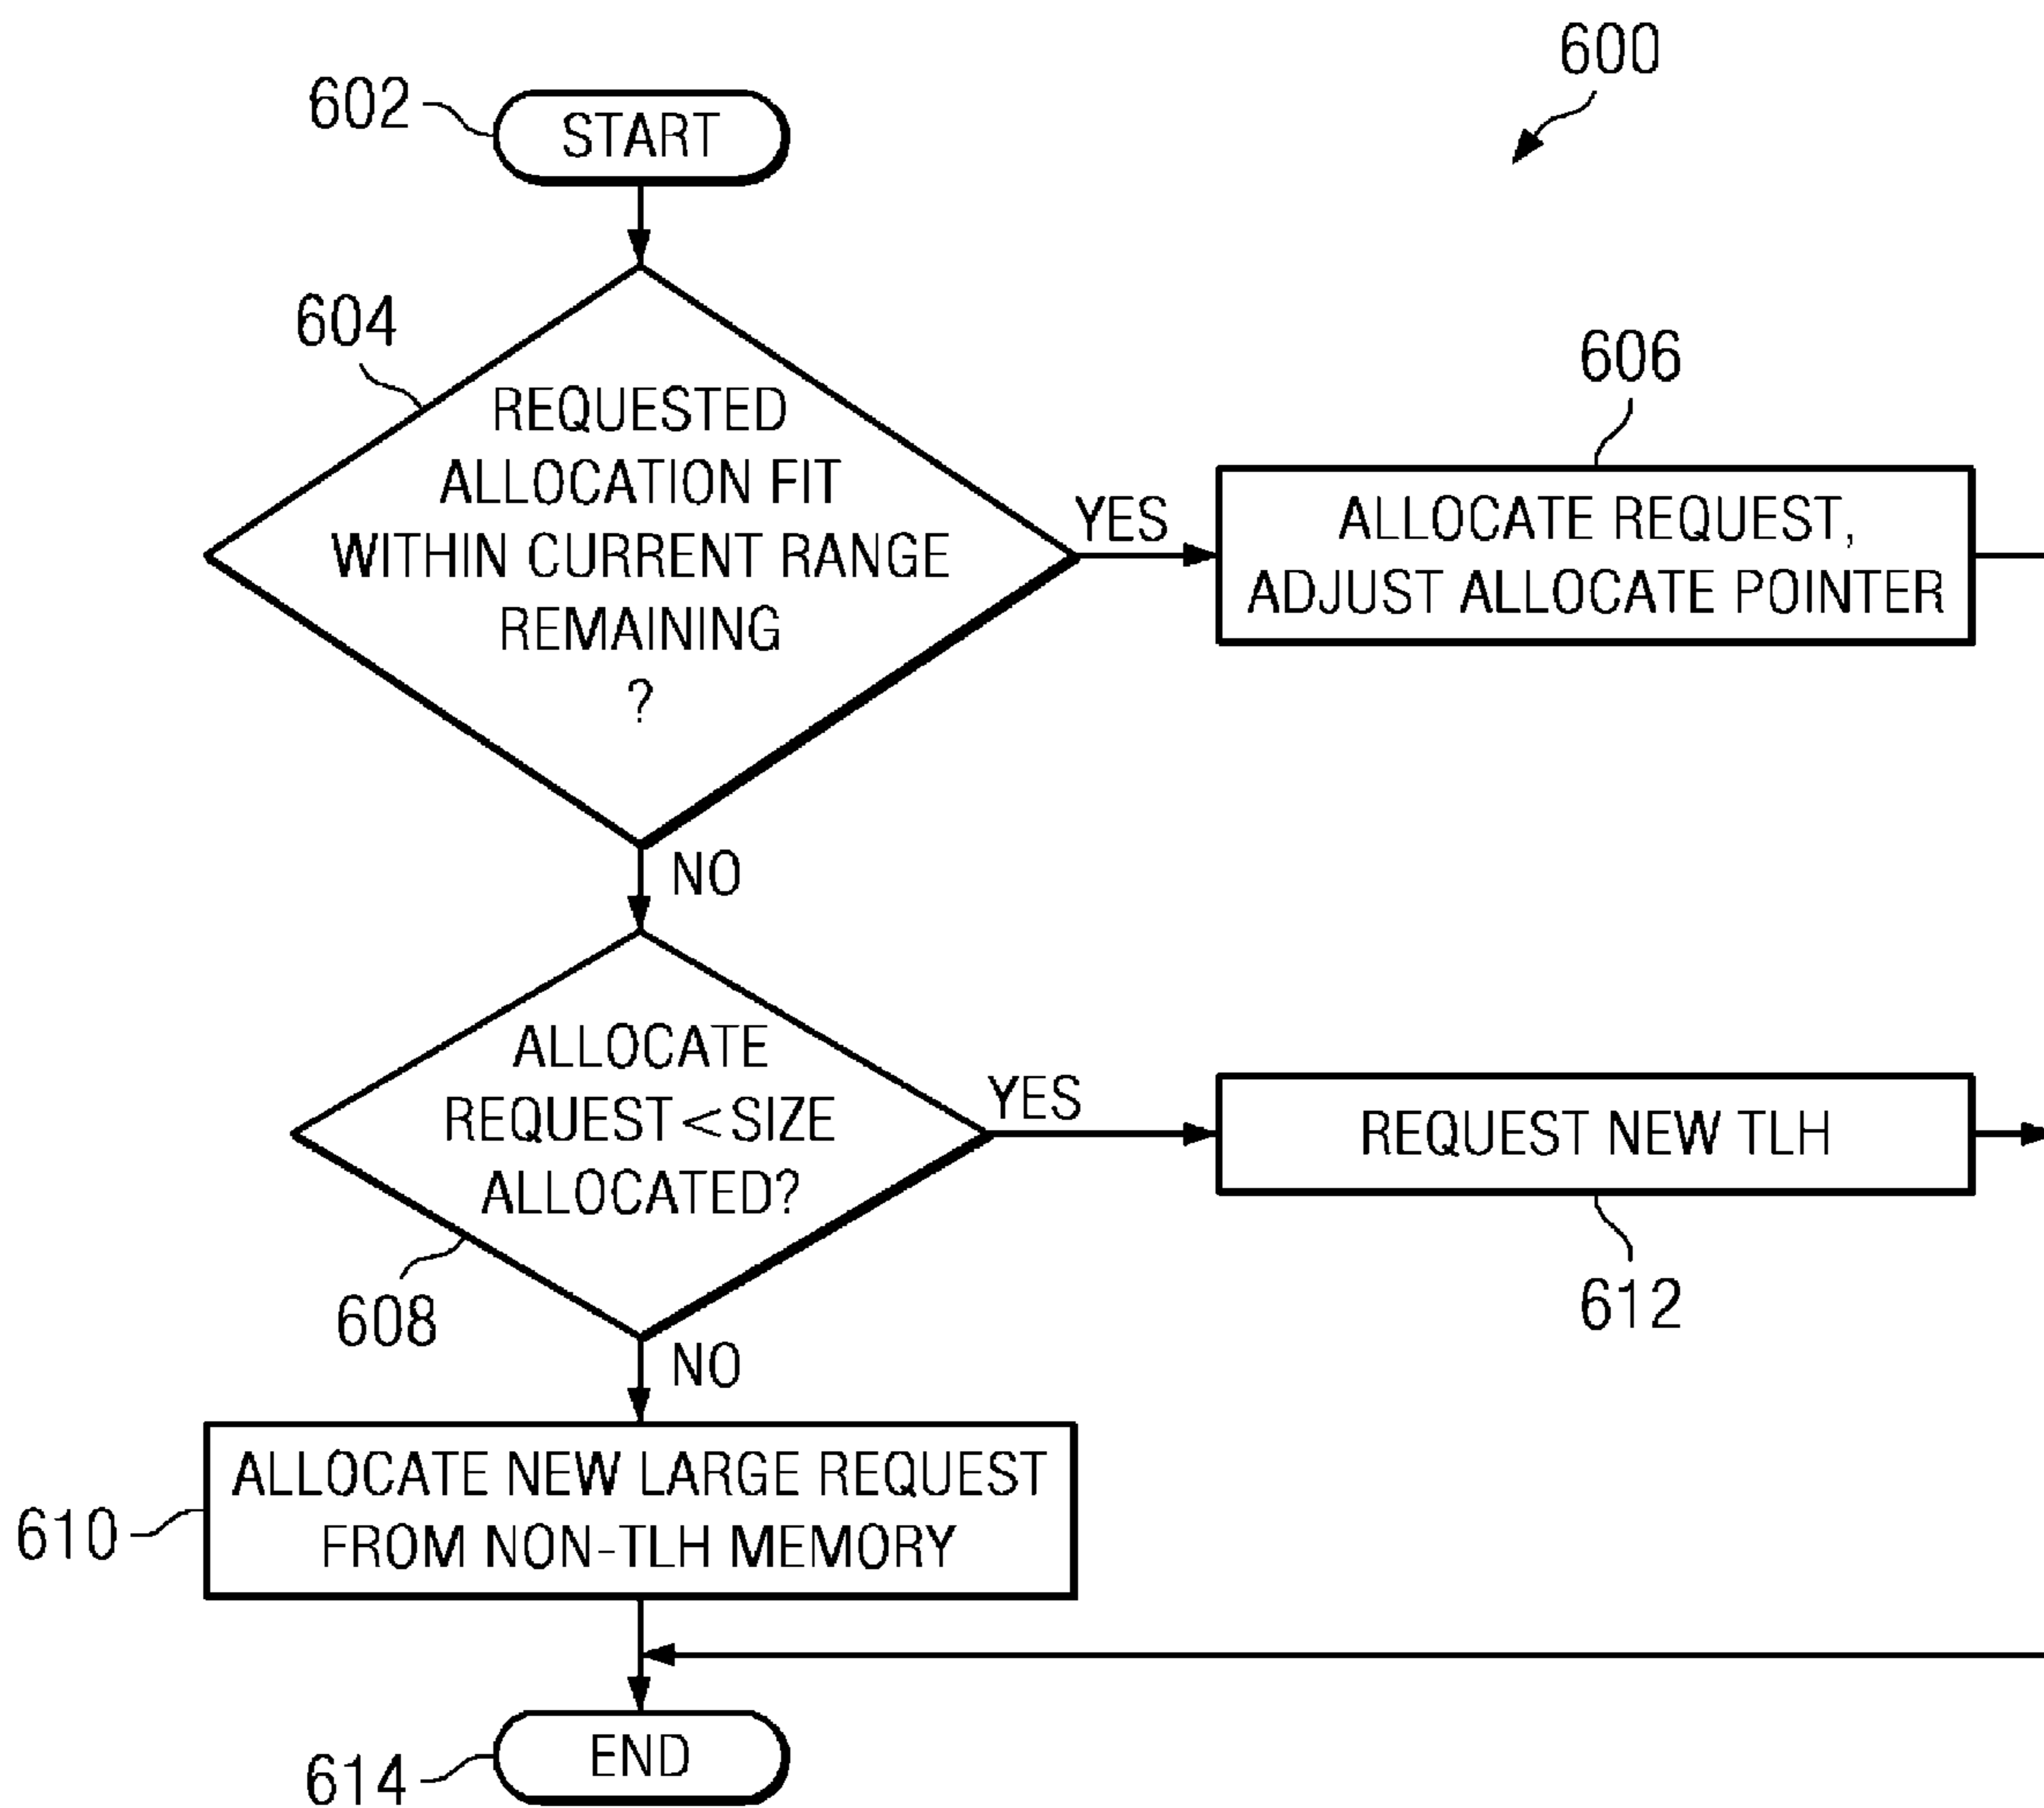 600
602
START
604
REQUESTED
ALLOCATION FIT
WITHIN CURRENT RANGE
REMAINING
?
YES
606
ALLOCATE REQUEST,
ADJUST ALLOCATE POINTER
NO
ALLOCATE
REQUEST<SIZE
ALLOCATED?
608
YES
REQUEST NEW TLH
612
NO
ALLOCATE NEW LARGE REQUEST
FROM NON-TLH MEMORY
610
END
614